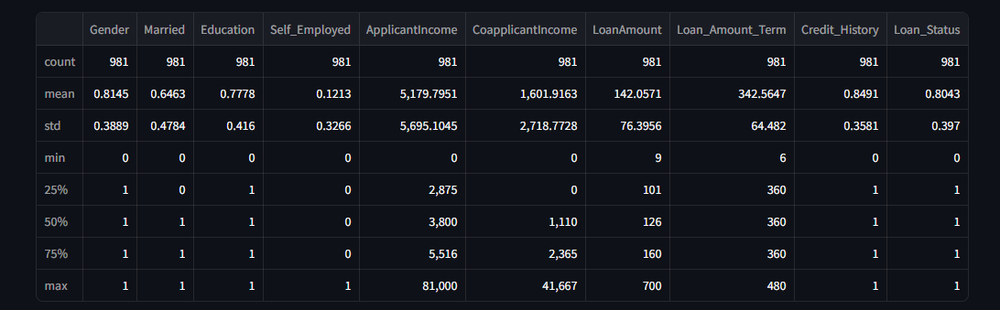 Gender Married Education Self_Employed ApplicantIncome CoapplicantIncome LoanAmount Loan_Amount_Term Credit_History Loan_Status
count 981 981 981 981 981 981 981 981 981 981
mean 0.8145 0.6463 0.7778 0.1213 5,179.7951 1,601.9163 142.0571 342.5647 0.8491 0.8043
std 0.3889 0.4784 0.416 0.3266 5,695.1045 2,718.7728 76.3956 64.482 0.3581 0.397
min 0 0 0 0 0 0 9 6 0 0
25% 1 0 1 0 2,875 0 101 360 1 1
50% 1 1 1 0 3,800 1,110 126 360 1 1
75% 1 1 1 0 5,516 2,365 160 360 1 1
max 1 1 1 1 81,000 41,667 700 480 1 1